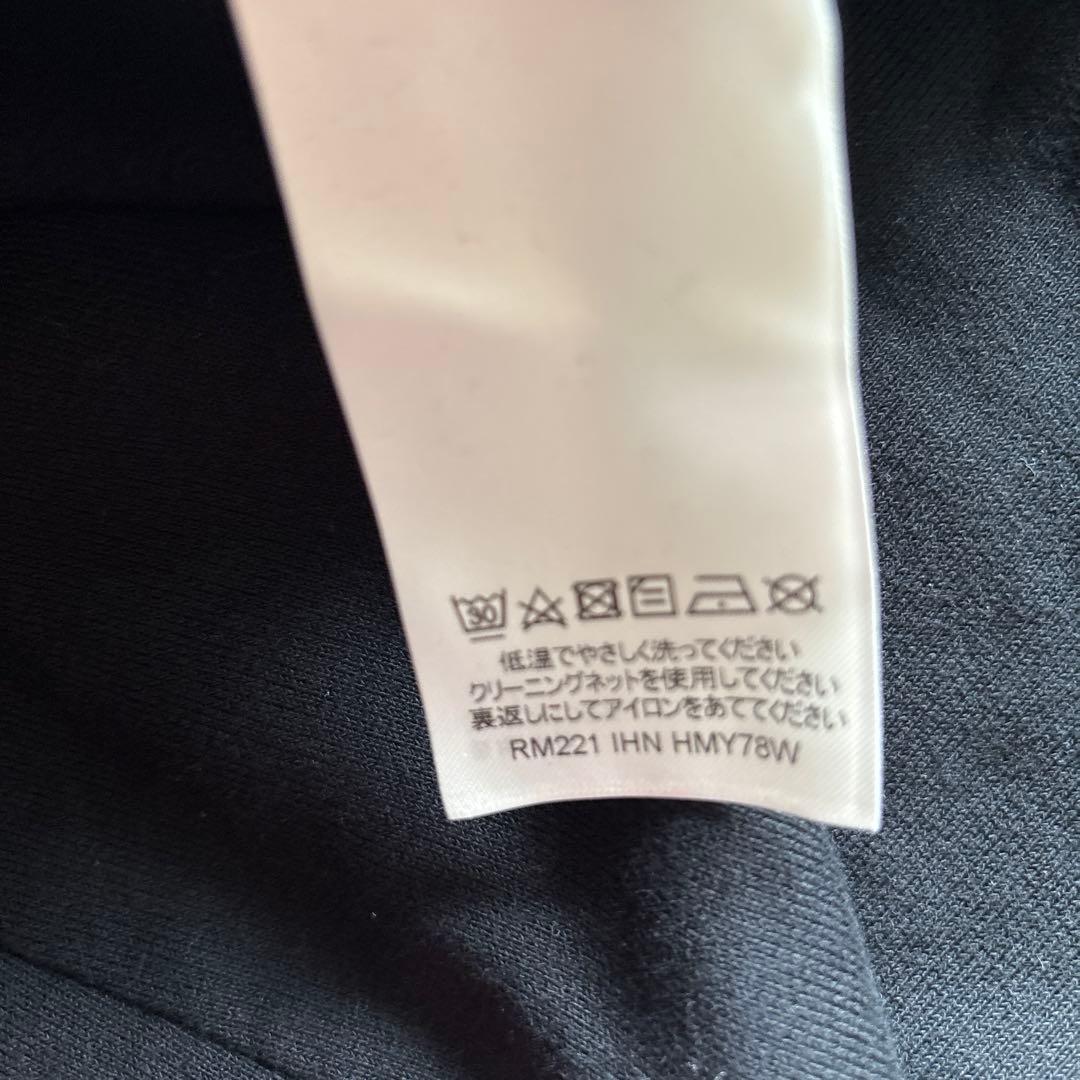 30
低温でやさしく洗ってください
クリーニングネットを使用してください
裏返しにしてアイロンをあててください
RM221 IHN HMY78W